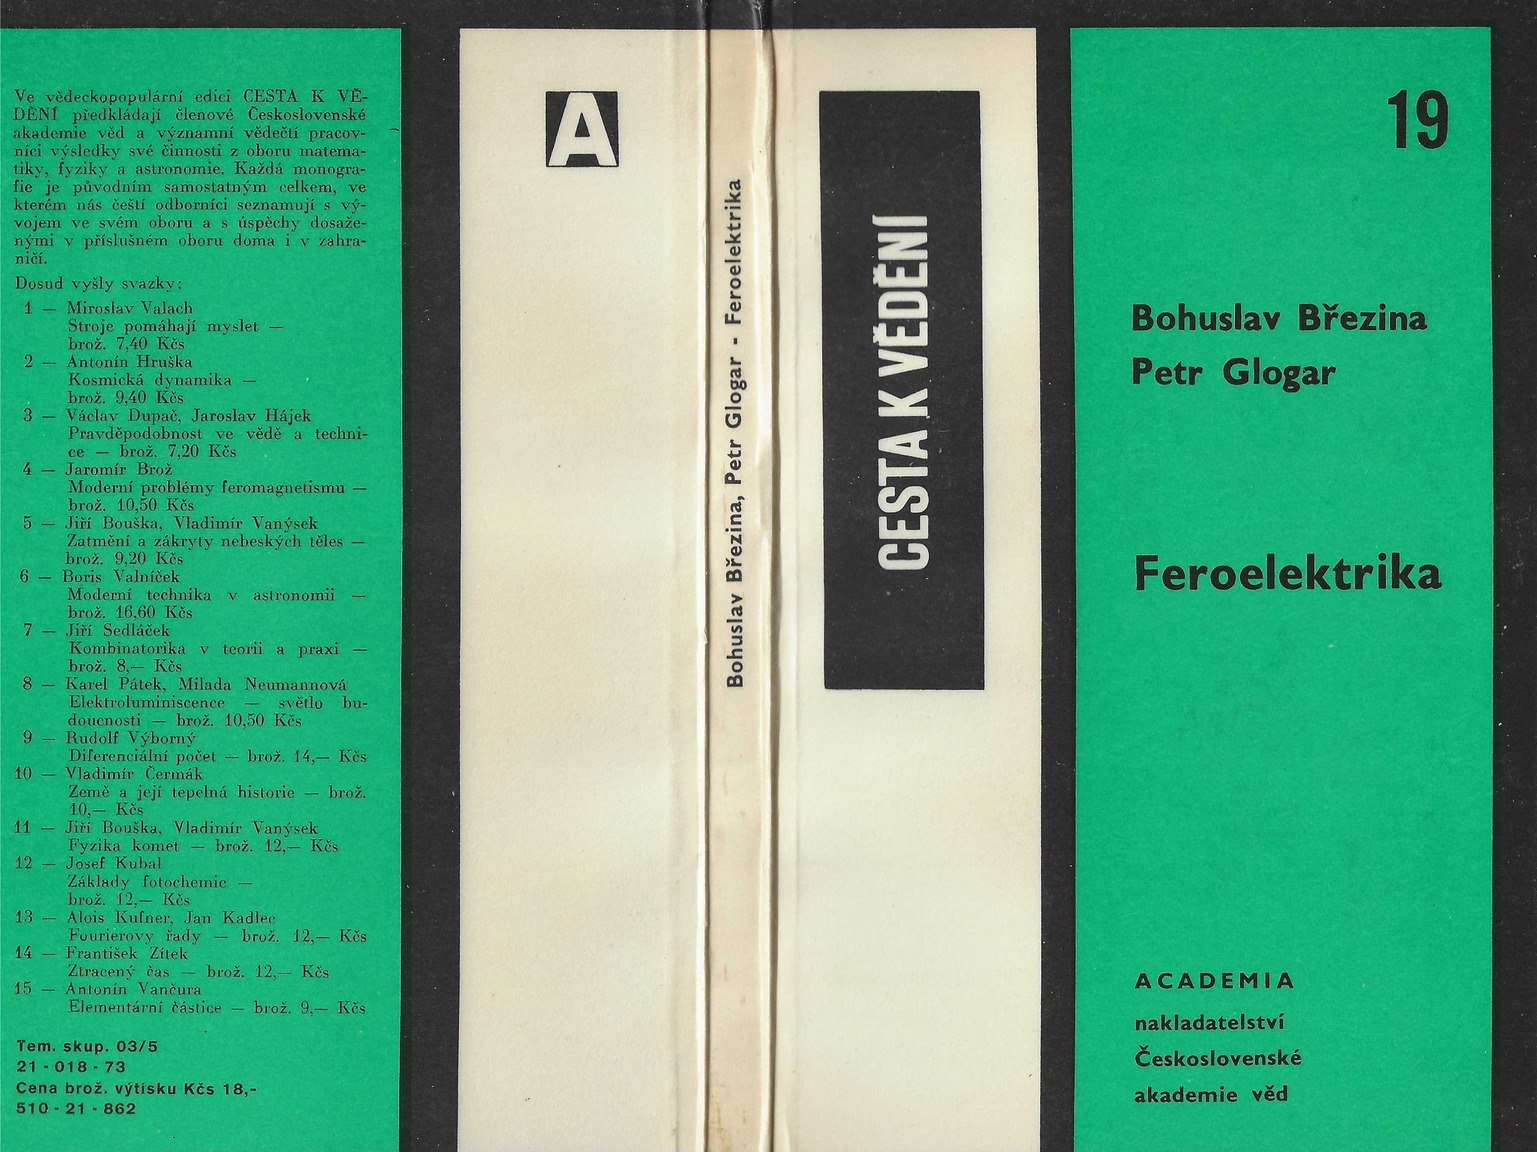 Ve vědeckopopulární edici CESTA K VĚ-
DĚNÍ předkládají členové Československé
akademie věd a významní vědečtí pracov-
níci výsledky své činnosti z oboru matema-
tiky, fyziky a astronomie. Každá monogra-
fie je původním samostatným celkem, ve
kterém nás čeští odborníci seznamují s vý-
vojem ve svém oboru a s úspěchy dosaže-
nými v příslušném oboru doma i v zahra-
ničí.
Dosud vyšly svazky:
1 — Miroslav Valach
Stroje pomáhají myslet —
brož. 7,40 Kčs
2 — Antonín Hruška
Kosmická dynamika —
brož. 9,40 Kčs
3 — Václav Dupač, Jaroslav Hájek
Pravděpodobnost ve vědě a techni-
ce — brož. 7,20 Kčs
4 — Jaromír Brož
Moderní problémy feromagnetismu —
brož. 10,50 Kčs
5 — Jiří Bouška, Vladimír Vanýsek
Zatmění a zákryty nebeských těles —
brož. 9,20 Kčs
6 — Boris Valníček
Moderní technika v astronomii —
brož. 16,60 Kčs
7 — Jiří Sedláček
Kombinatorika v teorii a praxi —
brož. 8,— Kčs
8 — Karel Pátek, Milada Neumannová
Elektroluminiscence — světlo bu-
doucnosti — brož. 10,50 Kčs
9 — Rudolf Výborný
Diferenciální počet — brož. 14,— Kčs
10 — Vladimír Čermák
Země a její tepelná historie — brož.
10,— Kčs
11 — Jiří Bouška, Vladimír Vanýsek
Fyzika komet — brož. 12,— Kčs
12 — Josef Kubal
Základy fotochemie —
brož. 12,— Kčs
13 — Alois Kufner, Jan Kadlec
Fourierovy řady — brož. 12,— Kčs
14 — František Zítek
Ztracený čas — brož. 12,— Kčs
15 — Antonín Vančura
Elementární částice — brož. 9,— Kčs
Tem. skup. 03/5
21 - 018 - 73
Cena brož. výtisku Kčs 18,-
510 - 21 - 862
A
Bohuslav Březina, Petr Glogar - Feroelektrika
CESTA K VĚDĚNÍ
19
Bohuslav Březina
Petr Glogar
Feroelektrika
ACADEMIA
nakladatelství
Československé
akademie věd